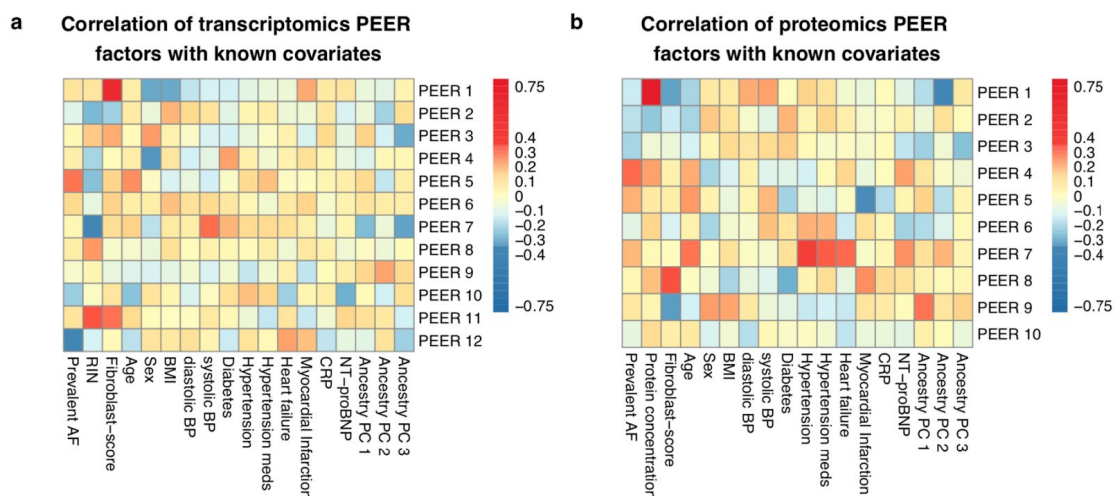 a
Correlation of transcriptomics PEER
factors with known covariates
PEER 1
PEER 2
PEER 3
PEER 4
PEER 5
PEER 6
PEER 7
PEER 8
PEER 9
PEER 10
PEER 11
PEER 12
0.75
0.4
0.3
0.2
0.1
0
−0.1
−0.2
−0.3
−0.4
−0.75
Prevalent AF
RIN
Fibroblast−score
Age
Sex
BMI
diastolic BP
systolic BP
Diabetes
Hypertension
Hypertension meds
Heart failure
Myocardial Infarction
CRP
NT−proBNP
Ancestry PC 1
Ancestry PC 2
Ancestry PC 3
b
Correlation of proteomics PEER
factors with known covariates
PEER 1
PEER 2
PEER 3
PEER 4
PEER 5
PEER 6
PEER 7
PEER 8
PEER 9
PEER 10
0.75
0.4
0.3
0.2
0.1
0
−0.1
−0.2
−0.3
−0.4
−0.75
Prevalent AF
Protein concentration
Fibroblast−score
Age
Sex
BMI
diastolic BP
systolic BP
Diabetes
Hypertension
Hypertension meds
Heart failure
Myocardial Infarction
CRP
NT−proBNP
Ancestry PC 1
Ancestry PC 2
Ancestry PC 3